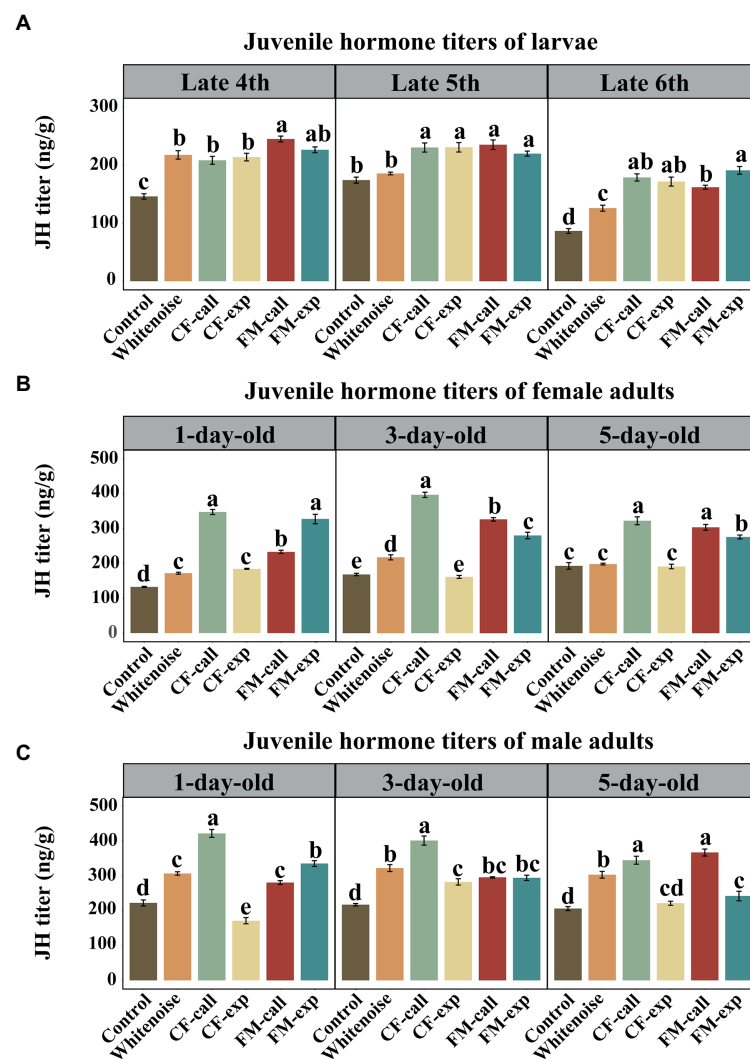 A
Juvenile hormone titers of larvae
Late 4th Late 5th Late 6th
JH titer (ng/g)
300
200
100
0
c b b b a ab
b b a a a a
d c ab ab b a
Control Whitenoise CF-call CF-exp FM-call FM-exp Control Whitenoise CF-call CF-exp FM-call FM-exp Control Whitenoise CF-call CF-exp FM-call FM-exp
B
Juvenile hormone titers of female adults
1-day-old 3-day-old 5-day-old
JH titer (ng/g)
500
400
300
200
100
0
d c a c b a
e d a e b c
c c a c a b
Control Whitenoise CF-call CF-exp FM-call FM-exp Control Whitenoise CF-call CF-exp FM-call FM-exp Control Whitenoise CF-call CF-exp FM-call FM-exp
C
Juvenile hormone titers of male adults
1-day-old 3-day-old 5-day-old
JH titer (ng/g)
500
400
300
200
100
0
d c a e c b
d b a c bc bc
d b a cd a c
Control Whitenoise CF-call CF-exp FM-call FM-exp Control Whitenoise CF-call CF-exp FM-call FM-exp Control Whitenoise CF-call CF-exp FM-call FM-exp